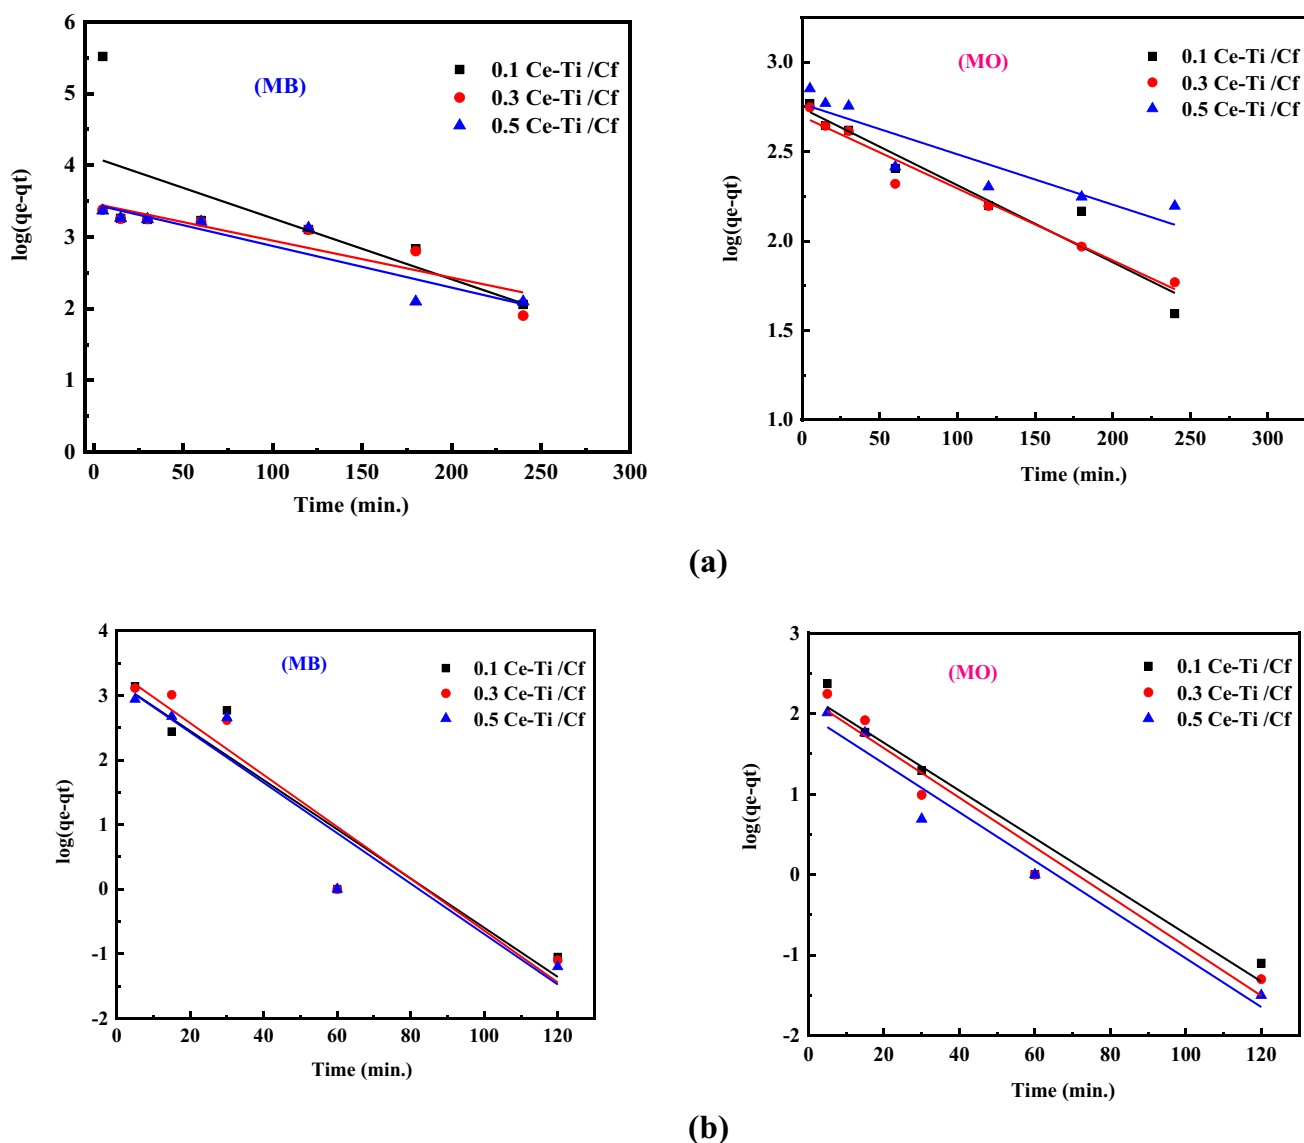 6
5
4
3
2
1
0
log(qe-qt)
(MB)
0.1 Ce-Ti /Cf
0.3 Ce-Ti /Cf
0.5 Ce-Ti /Cf
0 50 100 150 200 250 300
Time (min.)
3.0
2.5
2.0
1.5
1.0
log(qe-qt)
(MO)
0.1 Ce-Ti /Cf
0.3 Ce-Ti /Cf
0.5 Ce-Ti /Cf
0 50 100 150 200 250 300
Time (min.)
(a)
4
3
2
1
0
-1
-2
log(qe-qt)
(MB)
0.1 Ce-Ti /Cf
0.3 Ce-Ti /Cf
0.5 Ce-Ti /Cf
0 20 40 60 80 100 120
Time (min.)
3
2
1
0
-1
-2
log(qe-qt)
(MO)
0.1 Ce-Ti /Cf
0.3 Ce-Ti /Cf
0.5 Ce-Ti /Cf
0 20 40 60 80 100 120
Time (min.)
(b)